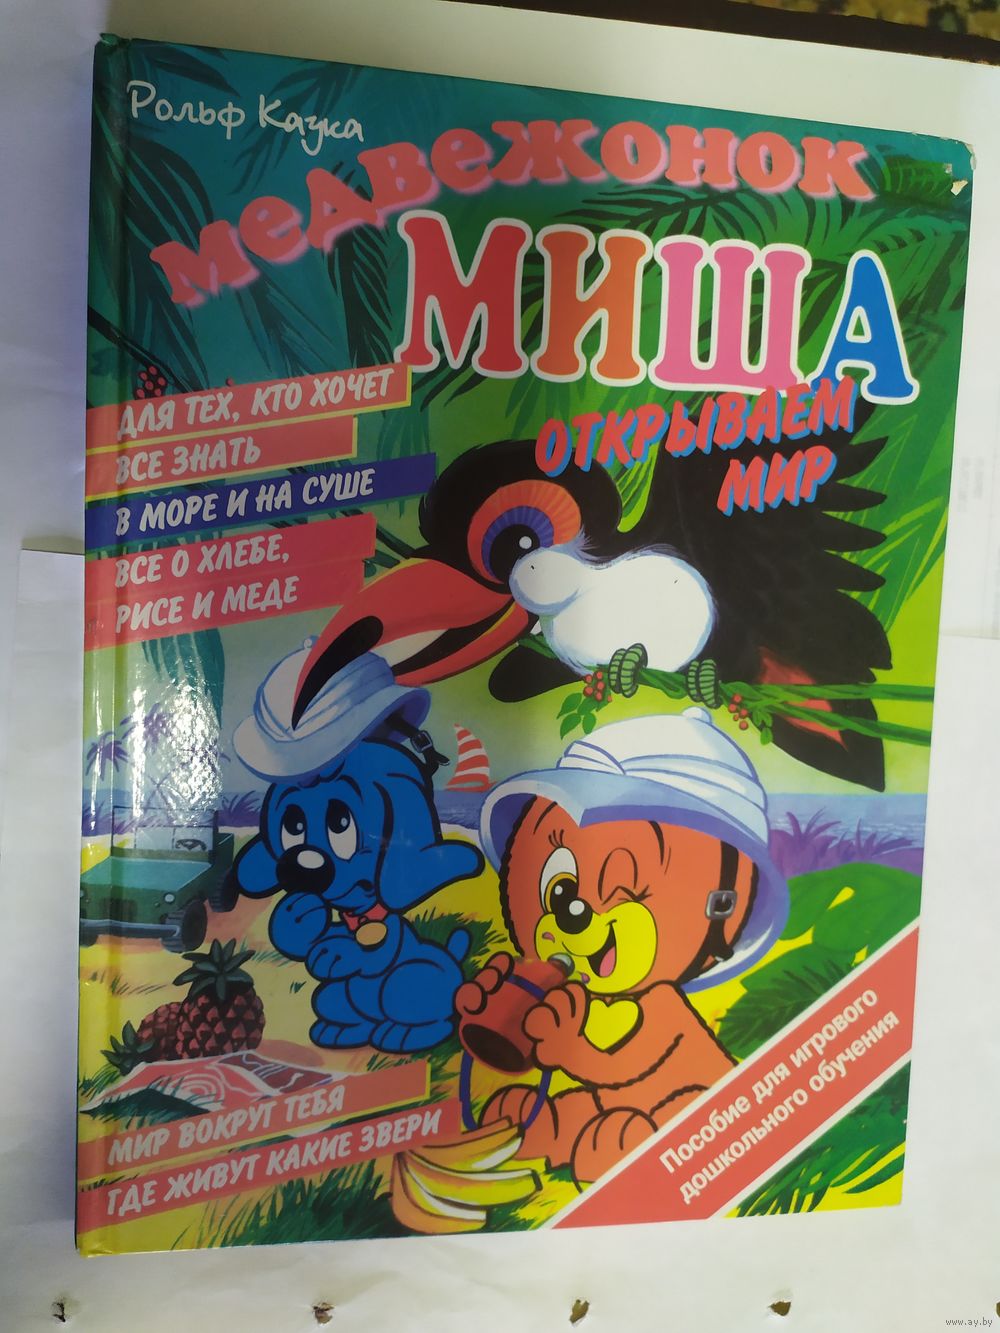 Рольф Каука
МЕДВЕЖОНОК
МИША
ОТКРЫВАЕМ
МИР
ДЛЯ ТЕХ, КТО ХОЧЕТ
ВСЕ ЗНАТЬ
В МОРЕ И НА СУШЕ
ВСЕ О ХЛЕБЕ,
РИСЕ И МЕДЕ
МИР ВОКРУГ ТЕБЯ
ГДЕ ЖИВУТ КАКИЕ ЗВЕРИ
Пособие для игрового
дошкольного обучения
www.ay.by